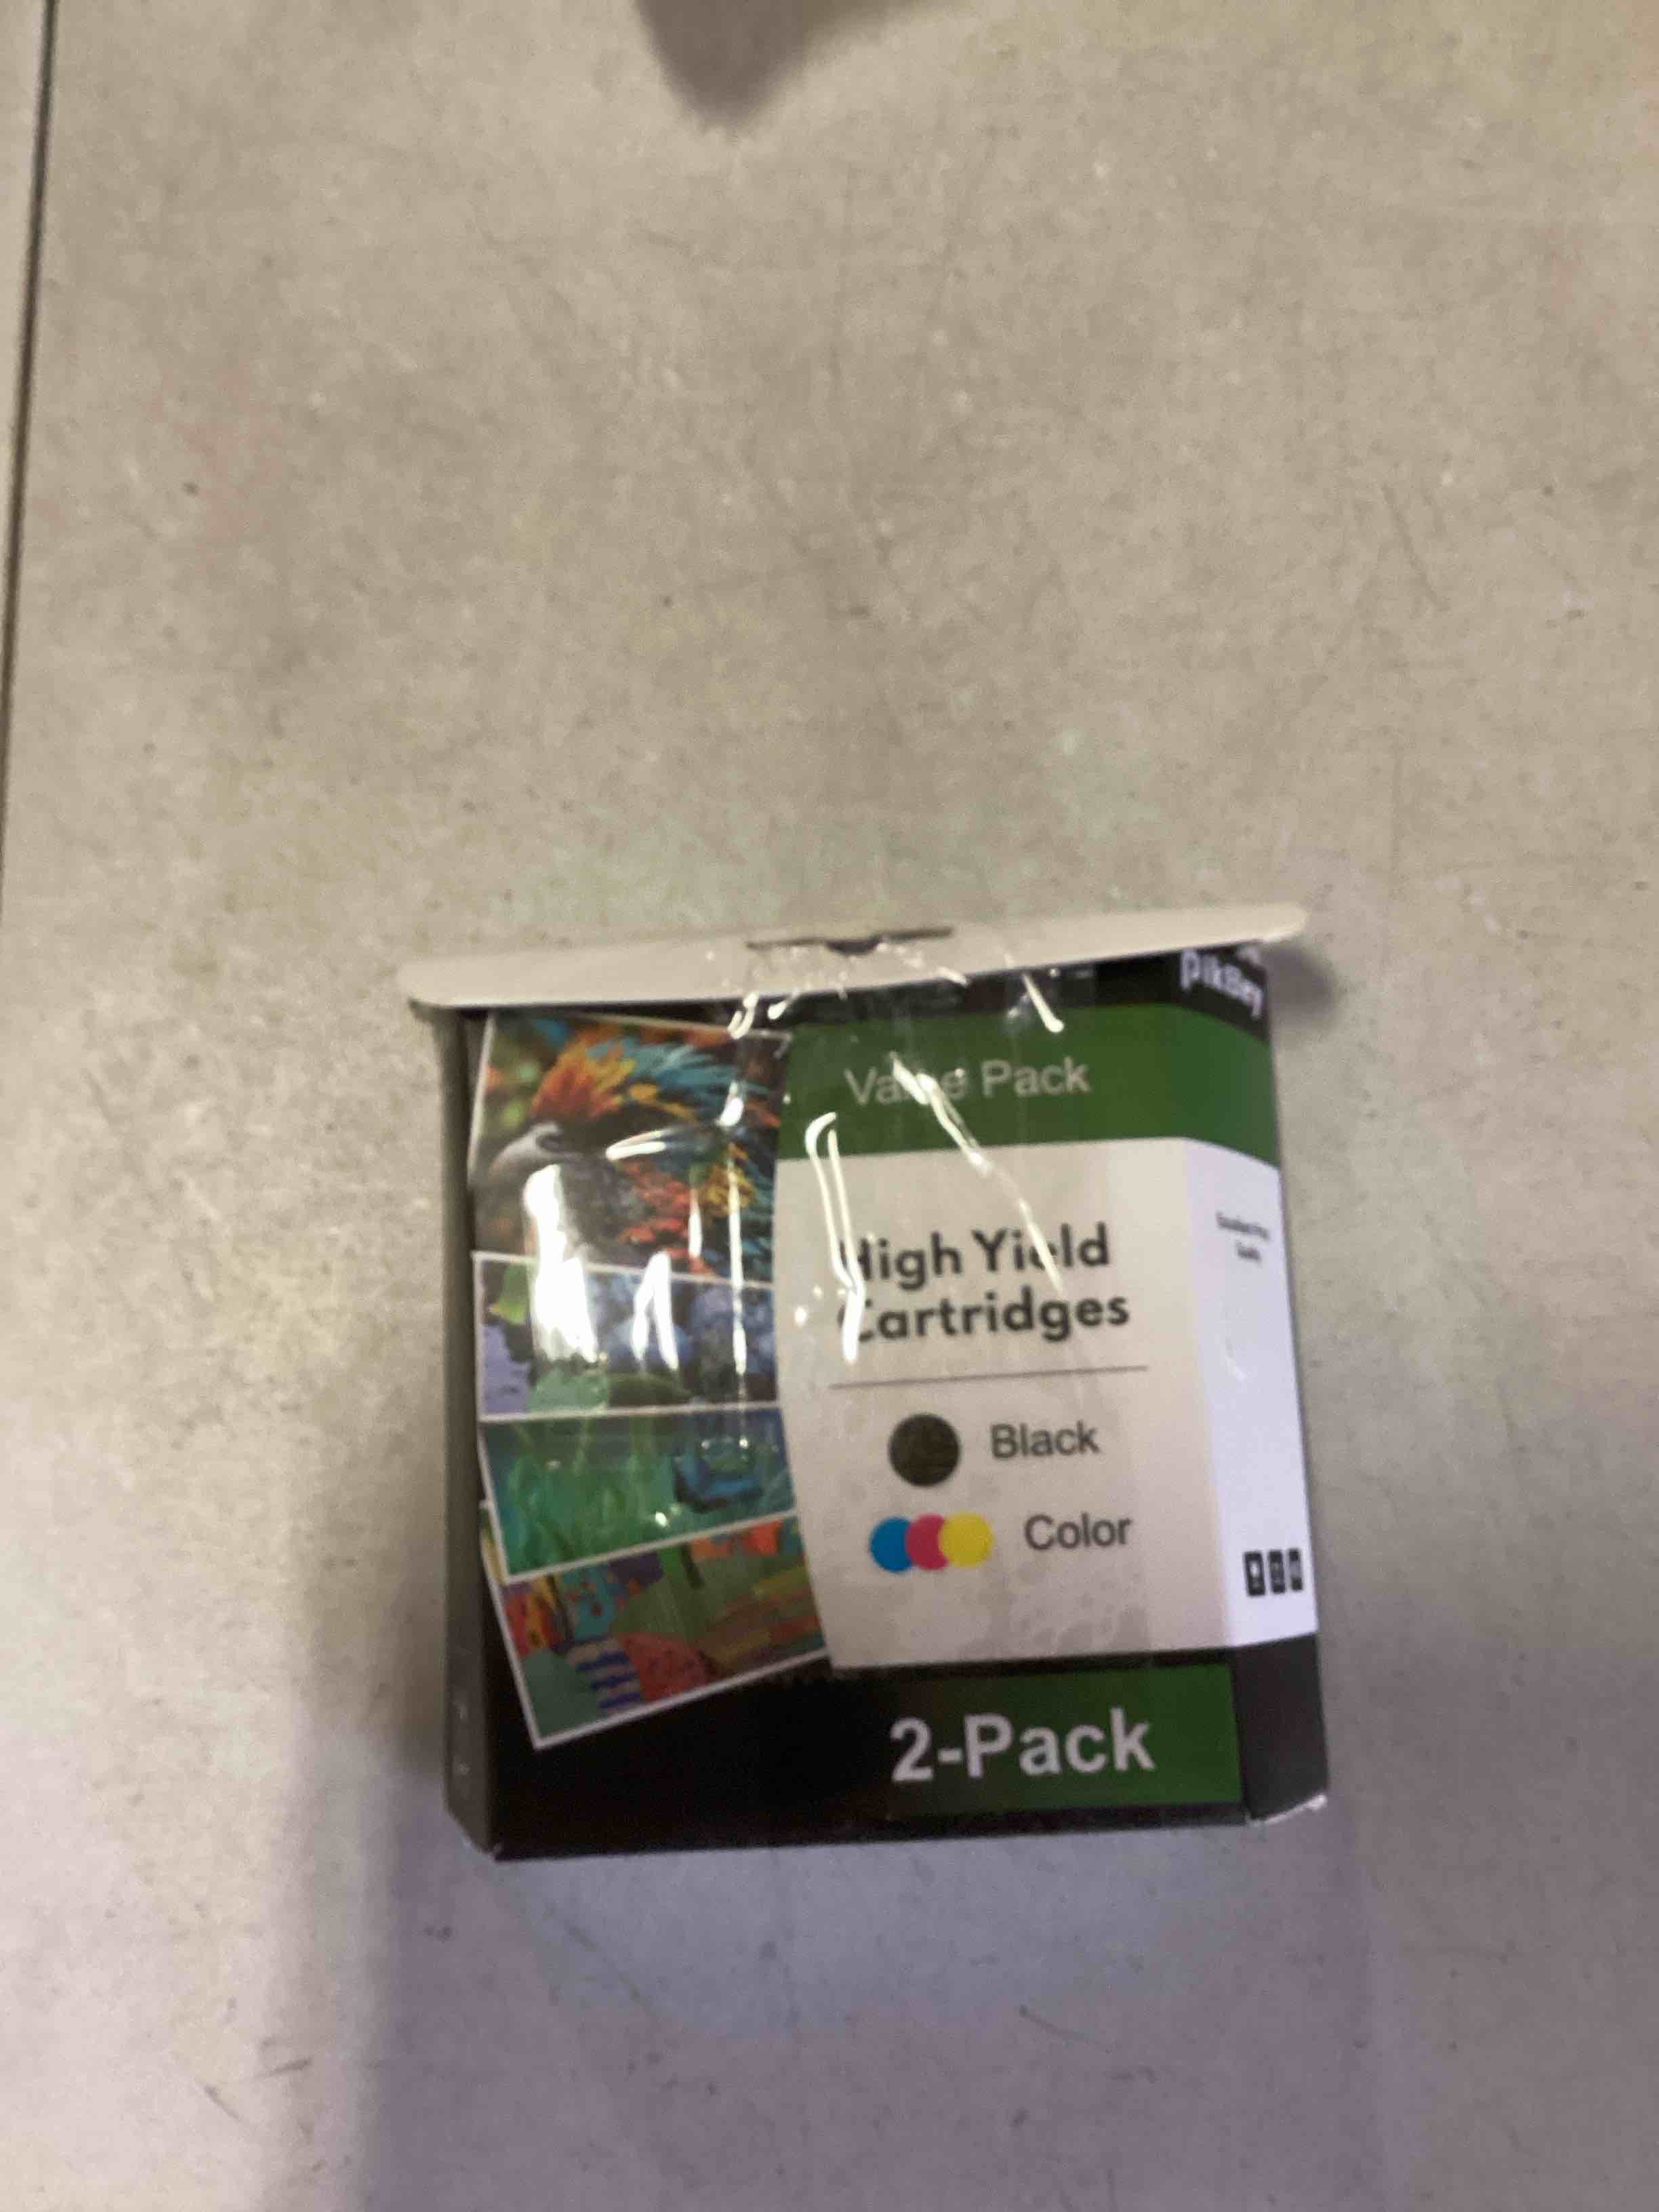 Value Pack
High Yield
Cartridges
Black
Color
2-Pack